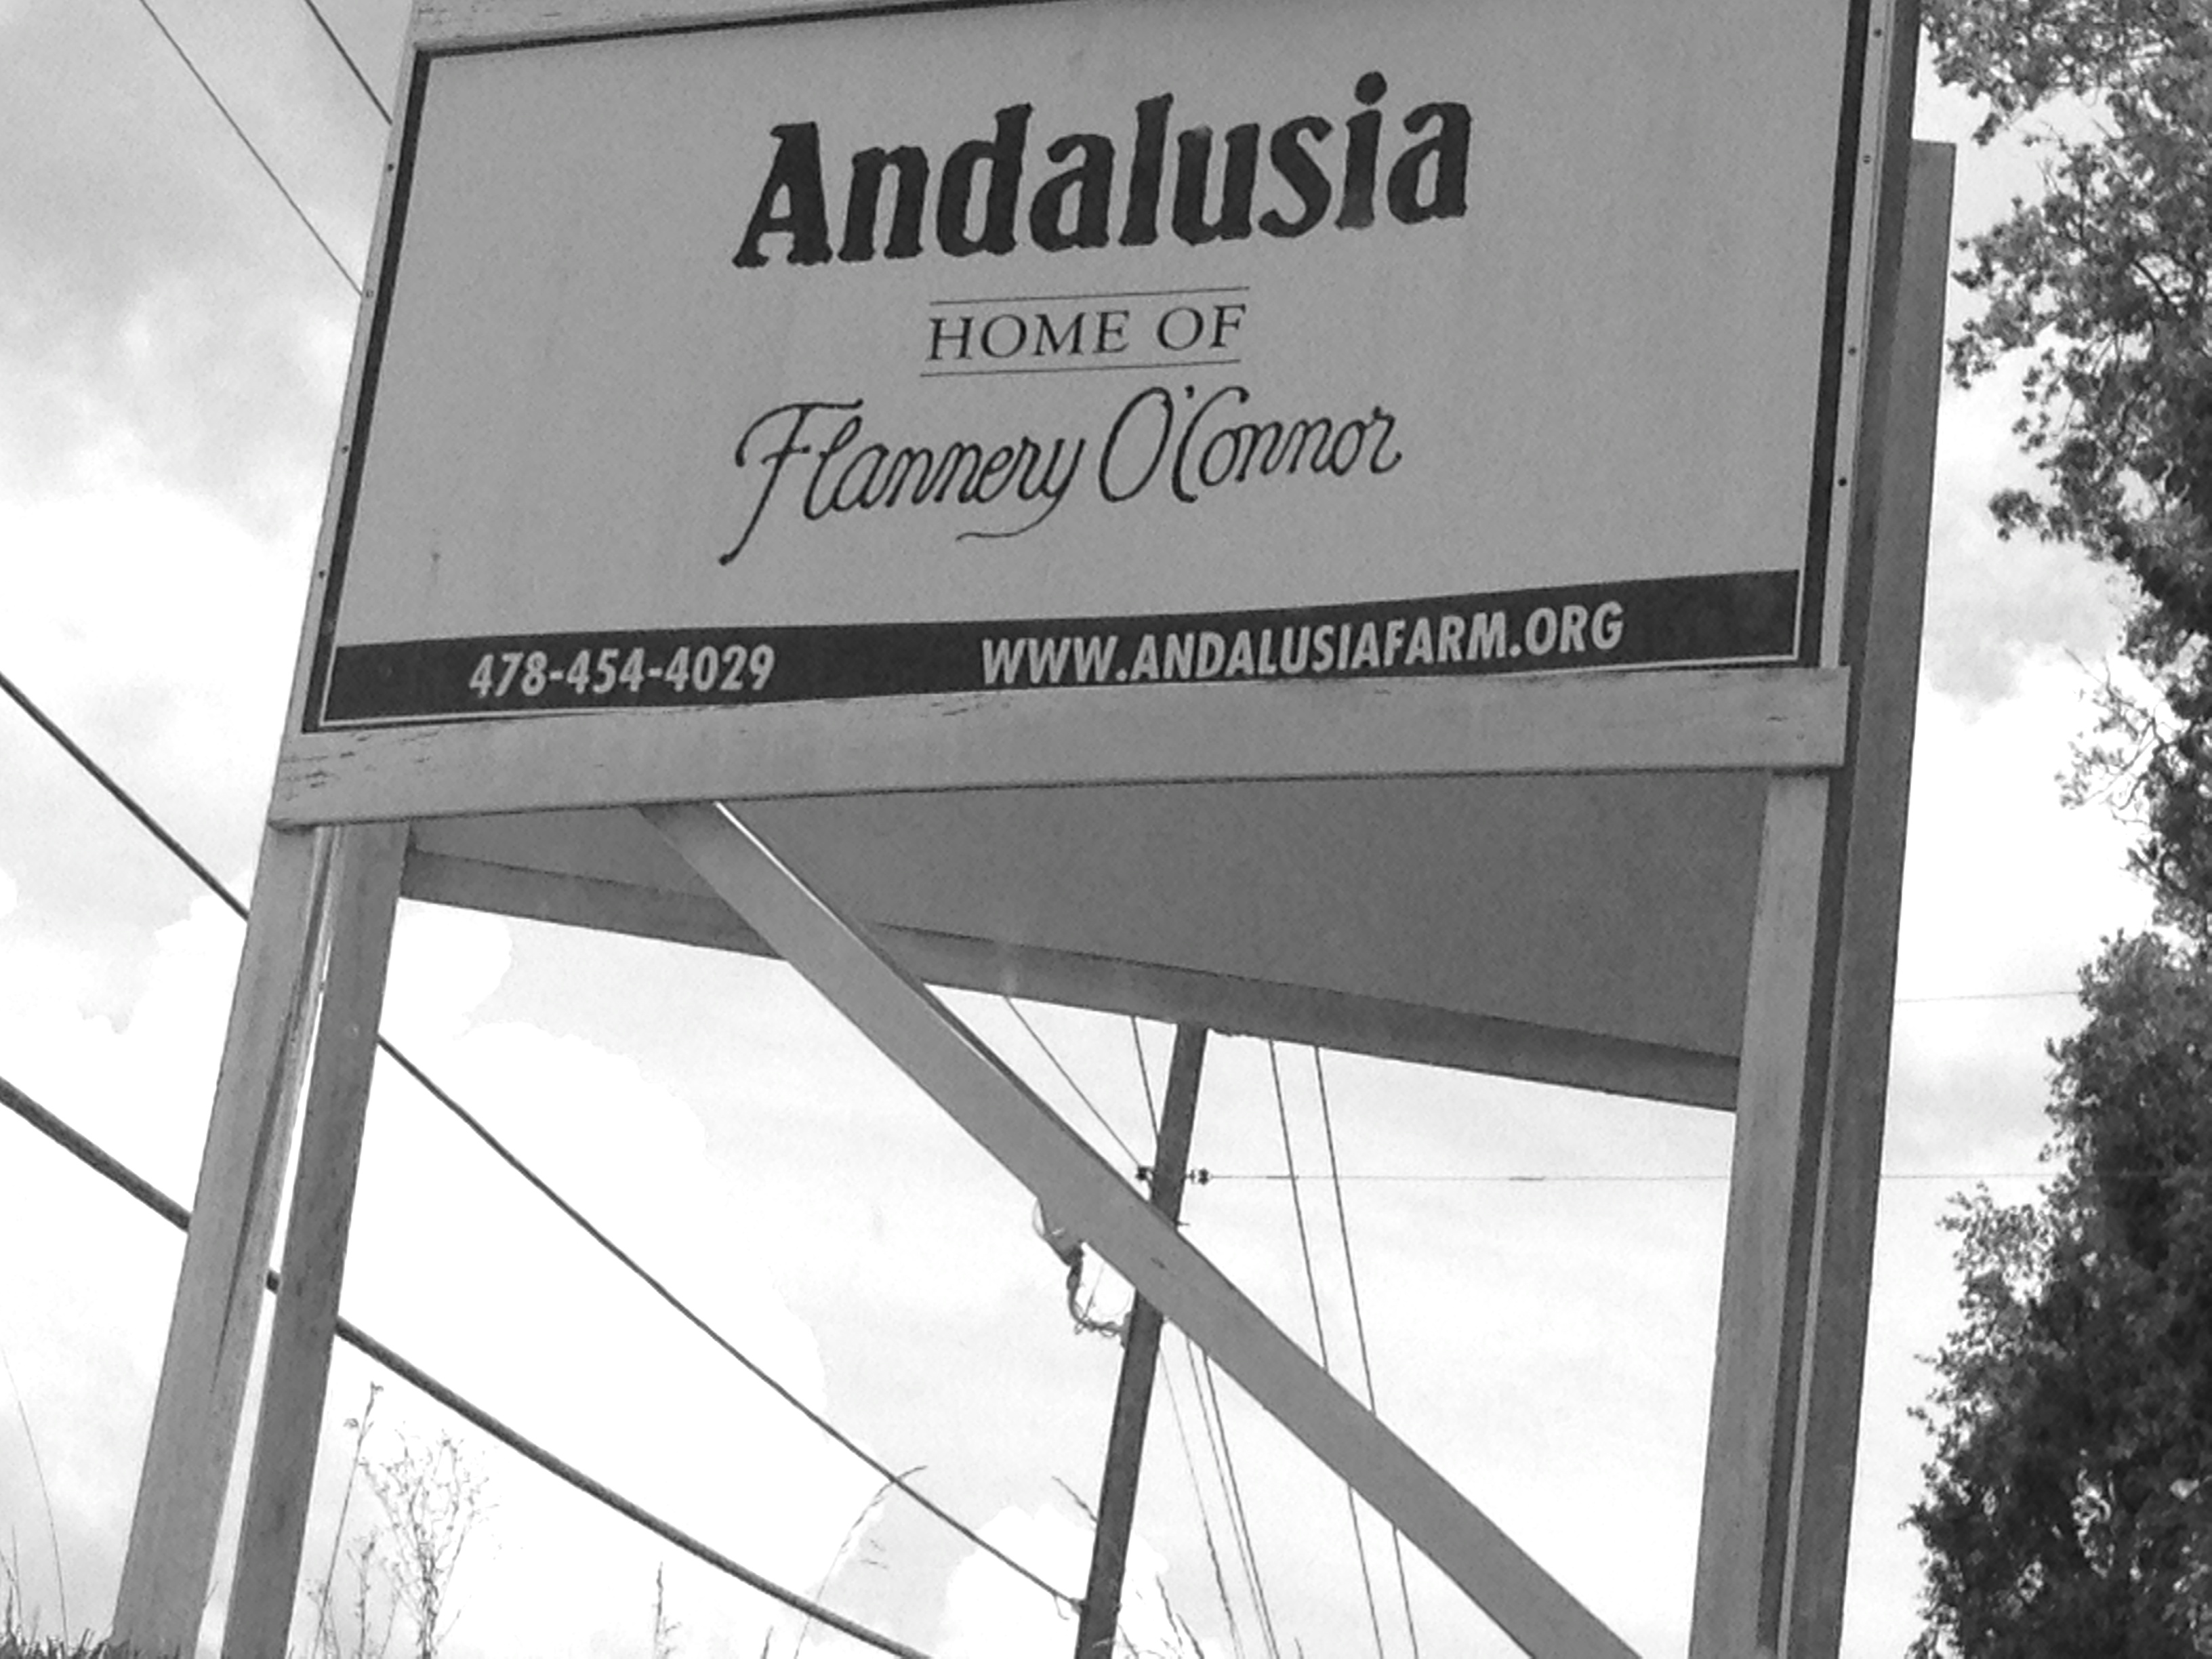 Andalusia
HOME OF
Flannery O'Connor
478-454-4029 WWW.ANDALUSIAFARM.ORG